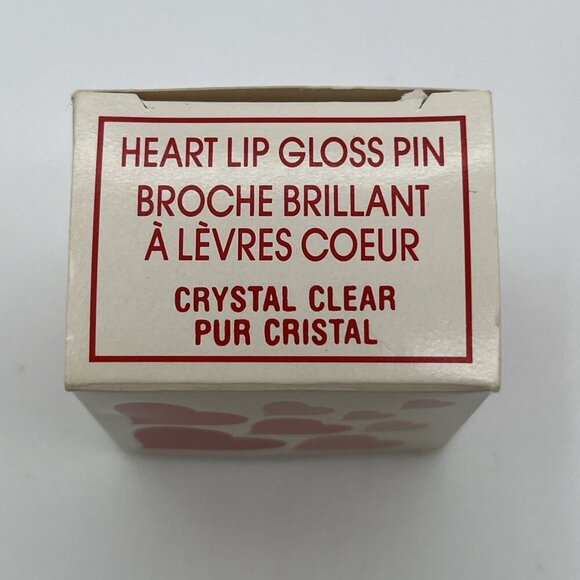 HEART LIP GLOSS PIN
BROCHE BRILLANT
À LÈVRES COEUR
CRYSTAL CLEAR
PUR CRISTAL